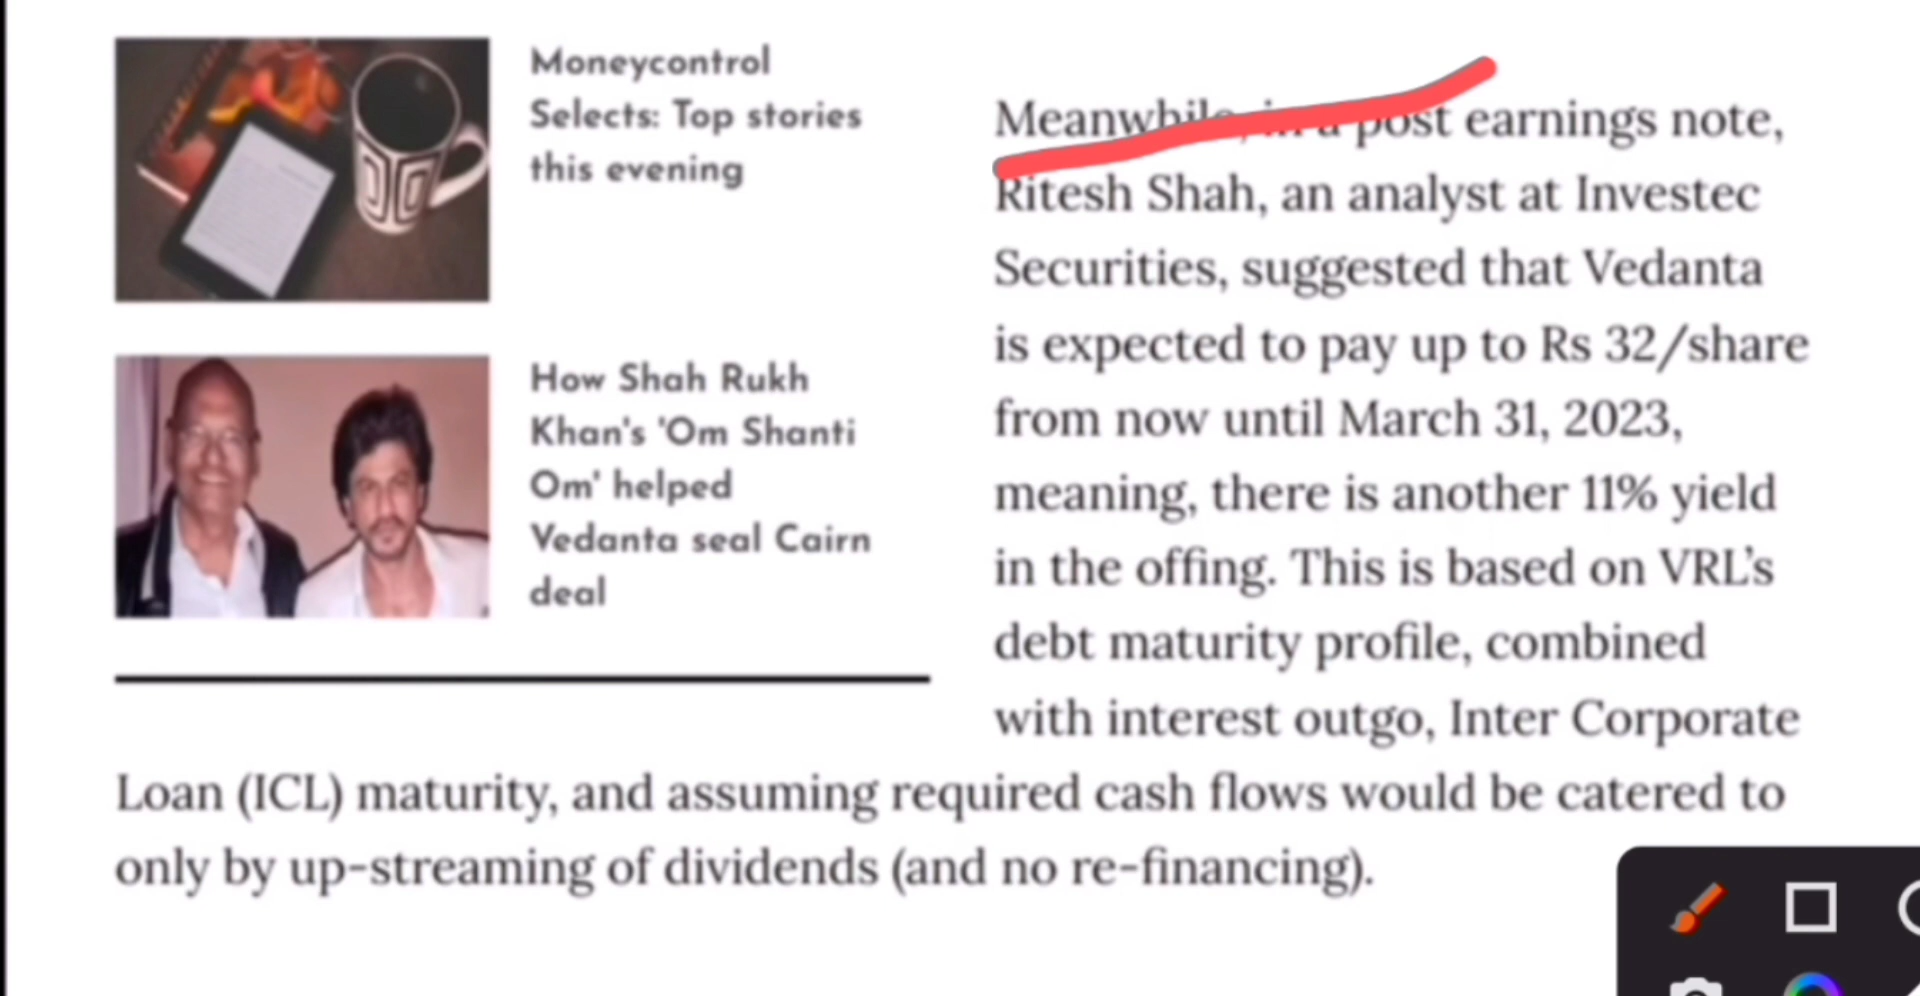 Moneycontrol
Selects: Top stories
this evening
How Shah Rukh
Khan's 'Om Shanti
Om' helped
Vedanta seal Cairn
deal
Meanwhile, in a post earnings note,
Ritesh Shah, an analyst at Investec
Securities, suggested that Vedanta
is expected to pay up to Rs 32/share
from now until March 31, 2023,
meaning, there is another 11% yield
in the offing. This is based on VRL’s
debt maturity profile, combined
with interest outgo, Inter Corporate
Loan (ICL) maturity, and assuming required cash flows would be catered to
only by up-streaming of dividends (and no re-financing).